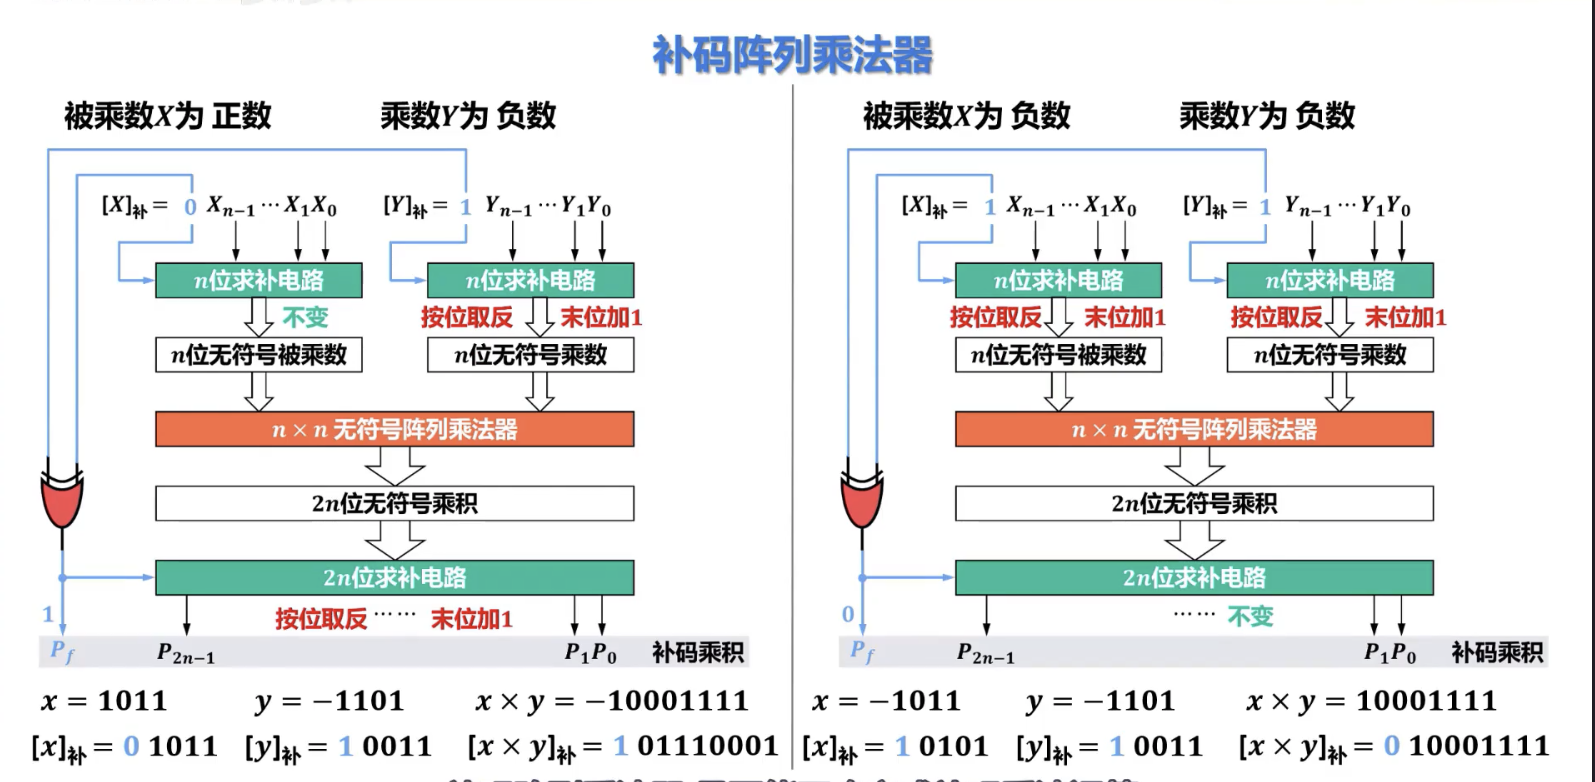 补码阵列乘法器
被乘数X为 正数
乘数Y为 负数
[X]补 = 0 Xn−1 ⋯ X1X0
[Y]补 = 1 Yn−1 ⋯ Y1Y0
n位求补电路
n位求补电路
不变
按位取反 末位加1
n位无符号被乘数
n位无符号乘数
n × n 无符号阵列乘法器
2n位无符号乘积
2n位求补电路
1
按位取反 ⋯⋯ 末位加1
Pf P2n−1 P1P0 补码乘积
x = 1011 y = −1101 x × y = −10001111
[x]补 = 0 1011 [y]补 = 1 0011 [x × y]补 = 1 01110001
被乘数X为 负数
乘数Y为 负数
[X]补 = 1 Xn−1 ⋯ X1X0
[Y]补 = 1 Yn−1 ⋯ Y1Y0
n位求补电路
n位求补电路
按位取反 末位加1
按位取反 末位加1
n位无符号被乘数
n位无符号乘数
n × n 无符号阵列乘法器
2n位无符号乘积
2n位求补电路
0
⋯⋯ 不变
Pf P2n−1 P1P0 补码乘积
x = −1011 y = −1101 x × y = 10001111
[x]补 = 1 0101 [y]补 = 1 0011 [x × y]补 = 0 10001111